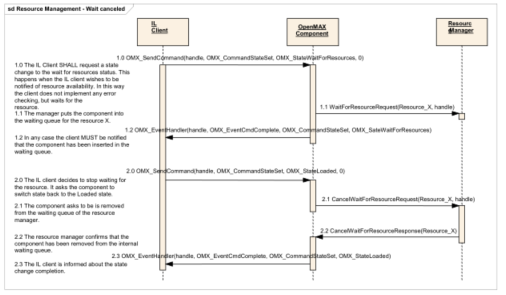 sd Resource Management - Wait canceled
IL
Client
OpenMAX
Component
Resourc
eManager
1.0 OMX_SendCommand(handle, OMX_CommandStateSet, OMX_StateWaitForResources, 0)
1.0 The IL Client SHALL request a state
change to the wait for resources status. This
happens when the IL client wishes to be
notified of resource availability. In this way
the client does not implement any error
checking, but waits for the
resource.
1.1 The manager puts the component into
the waiting queue for the resource X.
1.1 WaitForResourceRequest(Resource_X, handle)
1.2 OMX_EventHandler(handle, OMX_EventCmdComplete, OMX_CommandStateSet, OMX_SateWaitForResources)
1.2 In any case the client MUST be notified
that the component has been inserted in the
waiting queue.
2.0 OMX_SendCommand(handle, OMX_CommandStateSet, OMX_StateLoaded, 0)
2.0 The IL client decides to stop waiting for
the resource. It asks the component to
switch state back to the Loaded state.
2.1 CancelWaitForResourceRequest(Resource_X, handle)
2.1 The component asks to be is removed
from the waiting queue of the resource
manager.
2.2 CancelWaitForResourceResponse(Resource_X)
2.2 The resource manager confirms that the
component has been removed from the internal
waiting queue.
2.3 OMX_EventHandler(handle, OMX_EventCmdComplete, OMX_CommandStateSet, OMX_StateLoaded)
2.3 The IL client is informed about the state
change completion.